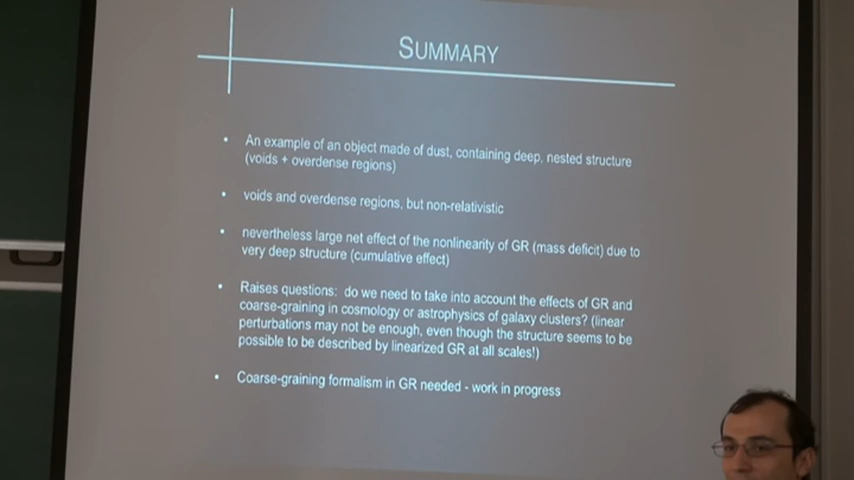 SUMMARY
• An example of an object made of dust, containing deep, nested structure
(voids + overdense regions)
• voids and overdense regions, but non-relativistic
• nevertheless large net effect of the nonlinearity of GR (mass deficit) due to
very deep structure (cumulative effect)
• Raises questions: do we need to take into account the effects of GR and
coarse-graining in cosmology or astrophysics of galaxy clusters? (linear
perturbations may not be enough, even though the structure seems to be
possible to be described by linearized GR at all scales!)
• Coarse-graining formalism in GR needed - work in progress